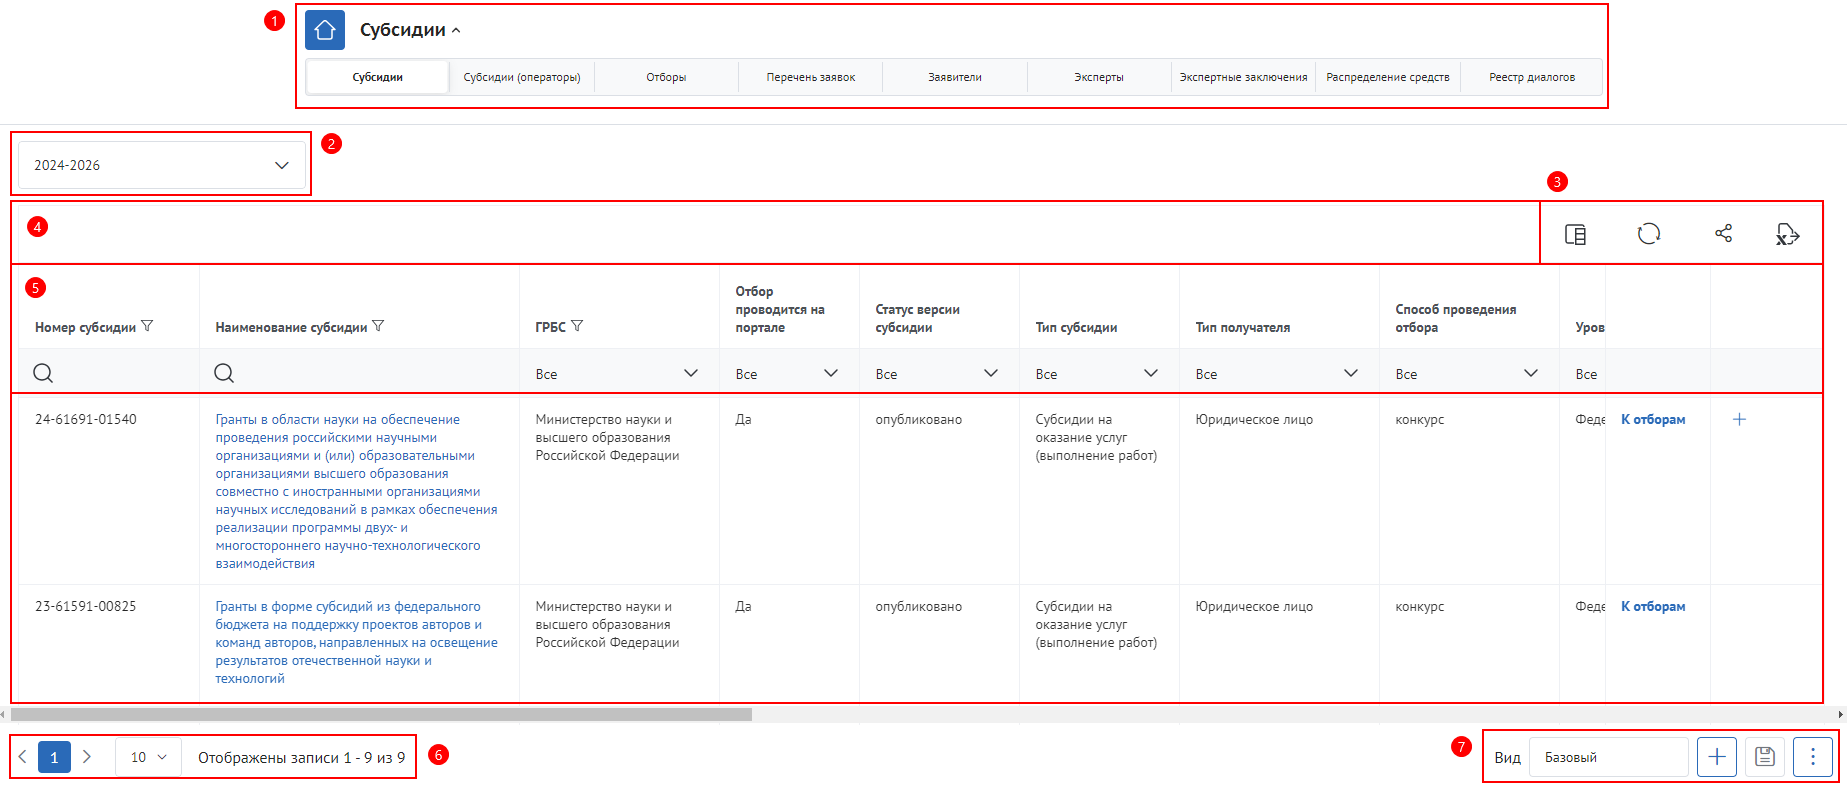 1
Субсидии
Субсидии
Субсидии (операторы)
Отборы
Перечень заявок
Заявители
Эксперты
Экспертные заключения
Распределение средств
Реестр диалогов
2
2024-2026
3
4
5
Номер субсидии
Наименование субсидии
ГРБС
Отбор
проводится на
портале
Статус версии
субсидии
Тип субсидии
Тип получателя
Способ проведения
отбора
Уров
Все
Все
Все
Все
Все
Все
Все
24-61691-01540
Гранты в области науки на обеспечение
проведения российскими научными
организациями и (или) образовательными
организациями высшего образования
совместно с иностранными организациями
научных исследований в рамках обеспечения
реализации программы двух- и
многостороннего научно-технологического
взаимодействия
Министерство науки и
высшего образования
Российской Федерации
Да
опубликовано
Субсидии на
оказание услуг
(выполнение работ)
Юридическое лицо
конкурс
Феде
К отборам
23-61591-00825
Гранты в форме субсидий из федерального
бюджета на поддержку проектов авторов и
команд авторов, направленных на освещение
результатов отечественной науки и
технологий
Министерство науки и
высшего образования
Российской Федерации
Да
опубликовано
Субсидии на
оказание услуг
(выполнение работ)
Юридическое лицо
конкурс
Феде
К отборам
1
10
Отображены записи 1 - 9 из 9
6
7
Вид
Базовый